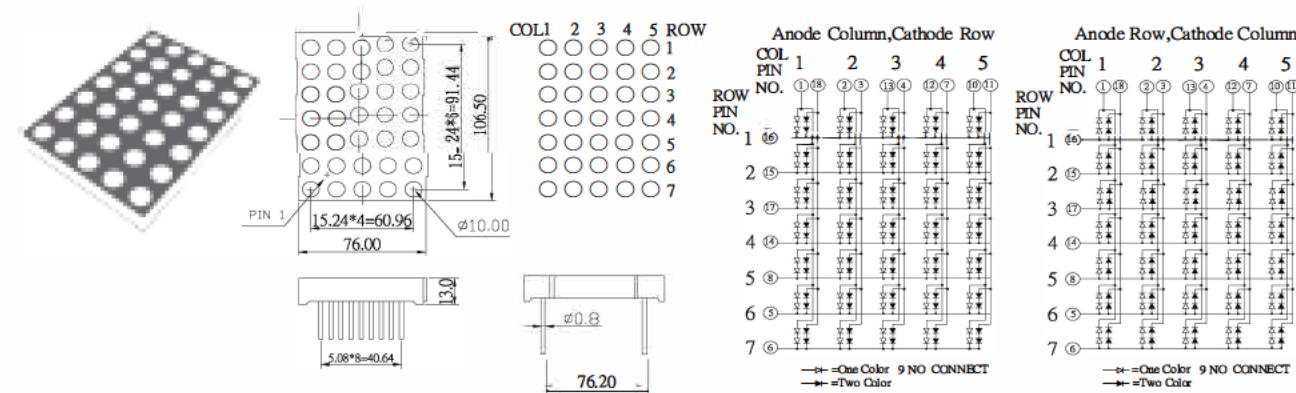 COL1 2 3 4 5 ROW
1
2
3
4
5
6
7
15.24*6=91.44
106.50
PIN 1
15.24*4=60.96
76.00
Ø10.00
13.0
5.08*8=40.64
Ø0.8
76.20
Anode Column,Cathode Row
COL 1 2 3 4 5
PIN
NO. 1 18 2 3 13 4 12 7 10 11
ROW
PIN
NO.
1 16
2 15
3 17
4 14
5 8
6 5
7 6
=One Color 9 NO CONNECT
=Two Color
Anode Row,Cathode Column
COL 1 2 3 4 5
PIN
NO. 1 18 2 3 13 4 12 7 10 11
ROW
PIN
NO.
1 16
2 15
3 17
4 14
5 8
6 5
7 6
=One Color 9 NO CONNECT
=Two Color